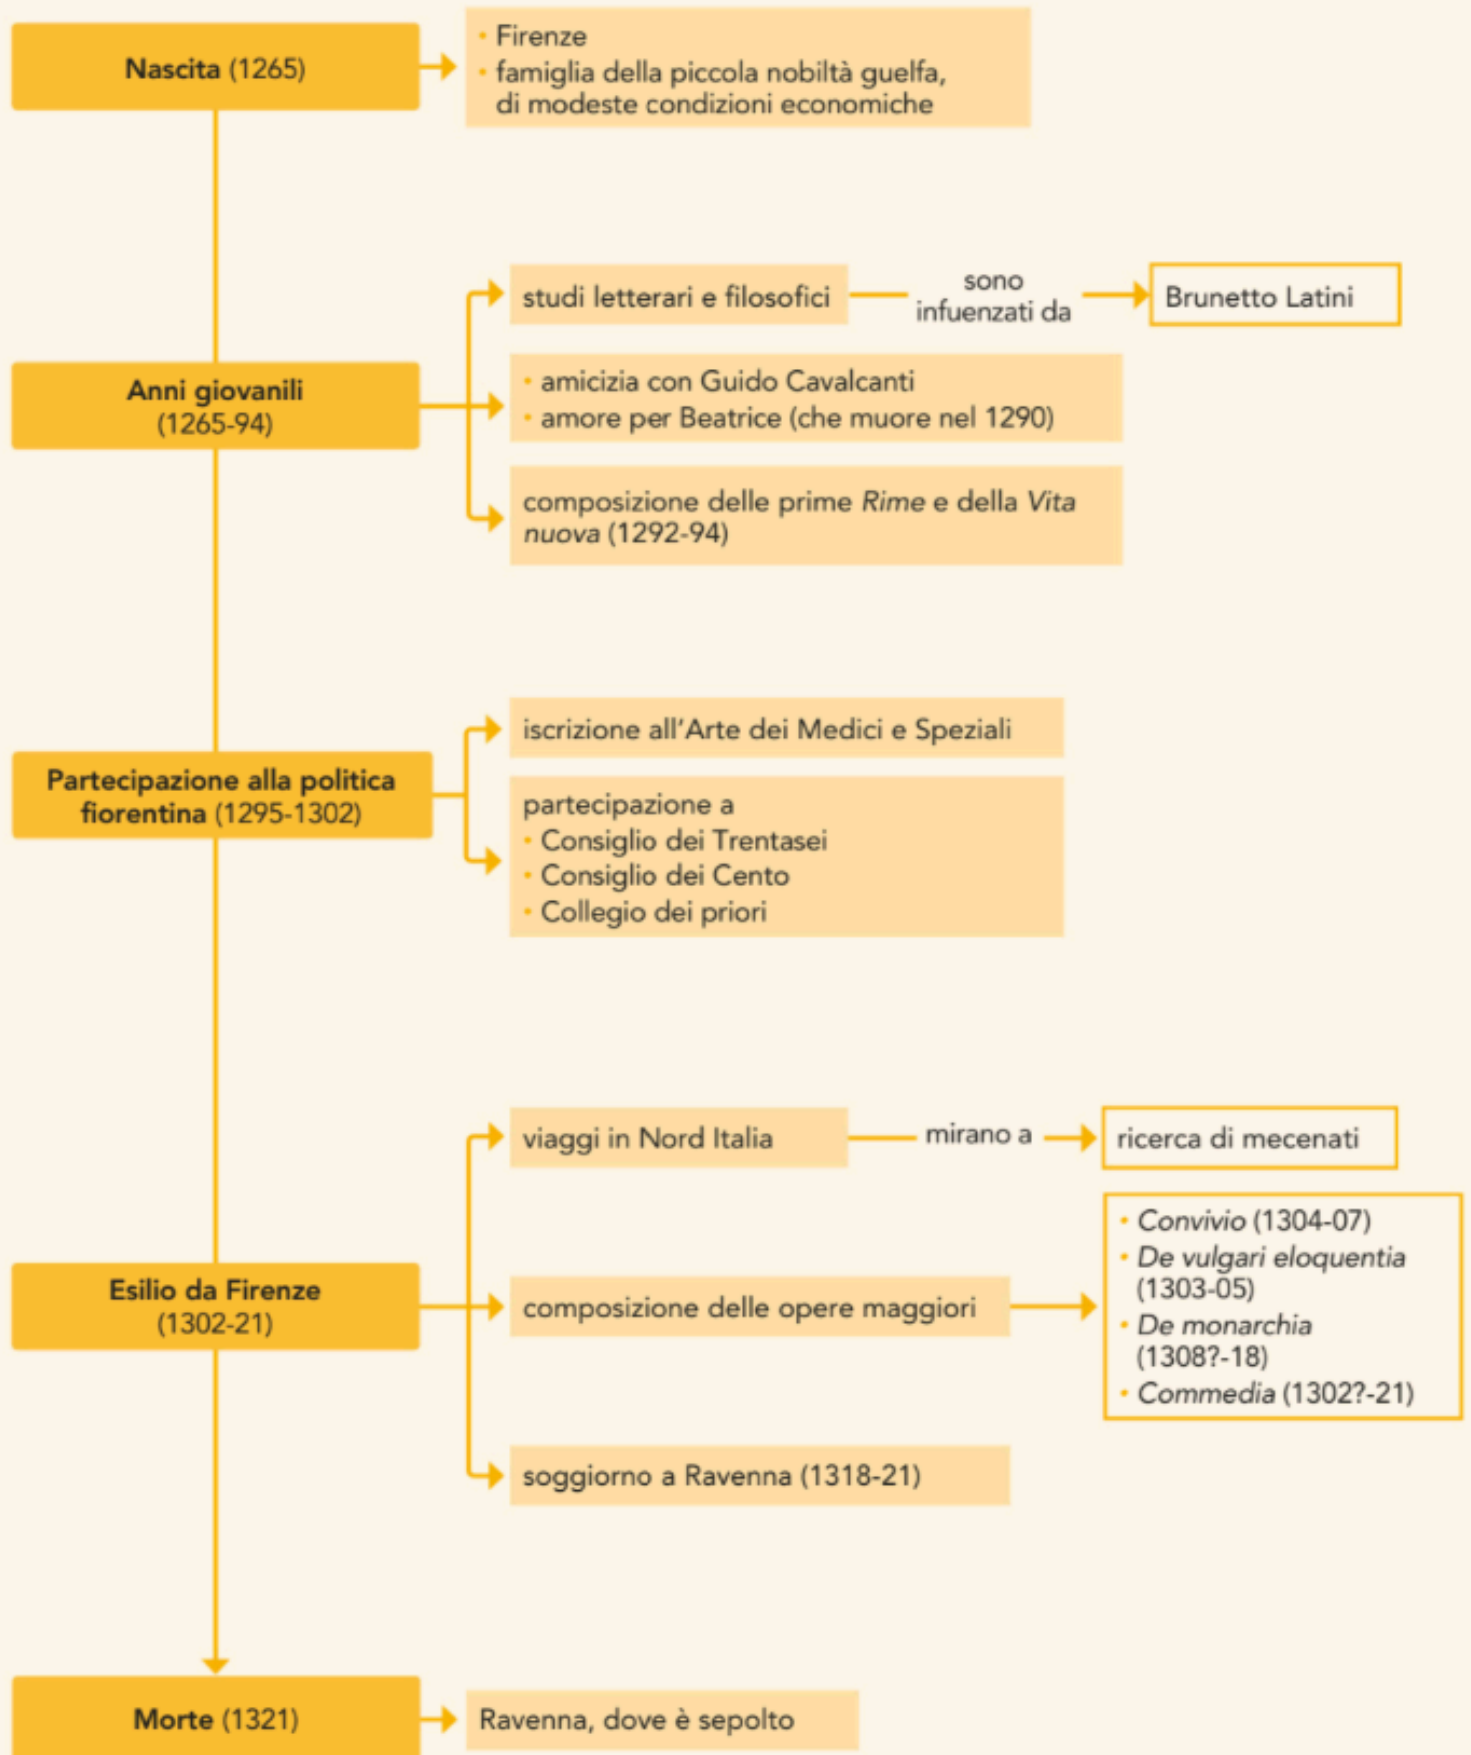 Nascita (1265)
• Firenze
• famiglia della piccola nobiltà guelfa,
di modeste condizioni economiche
studi letterari e filosofici
sono
infuenzati da
Brunetto Latini
Anni giovanili
(1265-94)
• amicizia con Guido Cavalcanti
• amore per Beatrice (che muore nel 1290)
composizione delle prime Rime e della Vita
nuova (1292-94)
iscrizione all'Arte dei Medici e Speziali
Partecipazione alla politica
fiorentina (1295-1302)
partecipazione a
• Consiglio dei Trentasei
• Consiglio dei Cento
• Collegio dei priori
viaggi in Nord Italia
mirano a
ricerca di mecenati
Esilio da Firenze
(1302-21)
composizione delle opere maggiori
• Convivio (1304-07)
• De vulgari eloquentia
(1303-05)
• De monarchia
(1308?-18)
• Commedia (1302?-21)
soggiorno a Ravenna (1318-21)
Morte (1321)
Ravenna, dove è sepolto